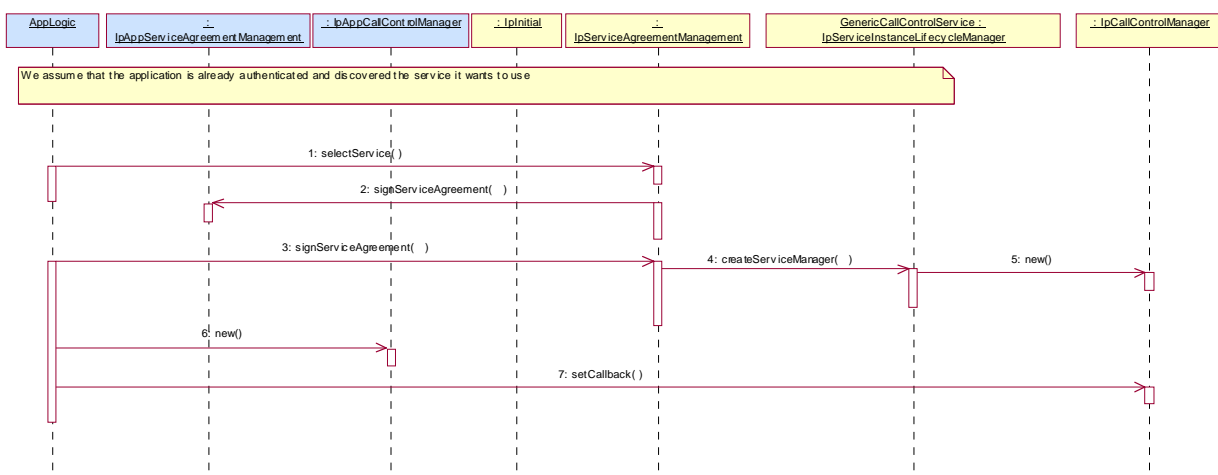 AppLogic
:
IpAppServiceAgreementManagement
: IpAppCallControlManager
: IpInitial
:
IpServiceAgreementManagement
GenericCallControlService :
IpServiceInstanceLifecycleManager
: IpCallControlManager
We assume that the application is already authenticated and discovered the service it wants to use
1: selectService( )
2: signServiceAgreement( )
3: signServiceAgreement( )
4: createServiceManager( )
5: new()
6: new()
7: setCallback( )